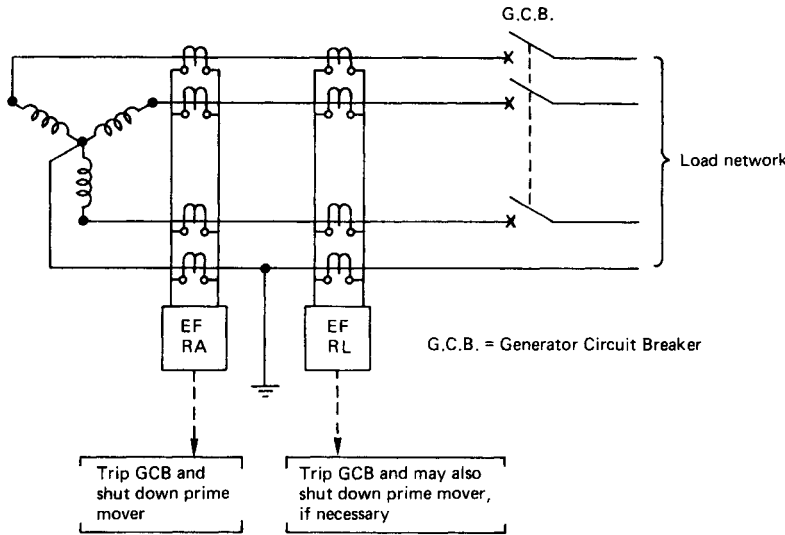 G.C.B.
Load network
EF
RA
EF
RL
G.C.B. = Generator Circuit Breaker
Trip GCB and
shut down prime
mover
Trip GCB and may also
shut down prime mover,
if necessary